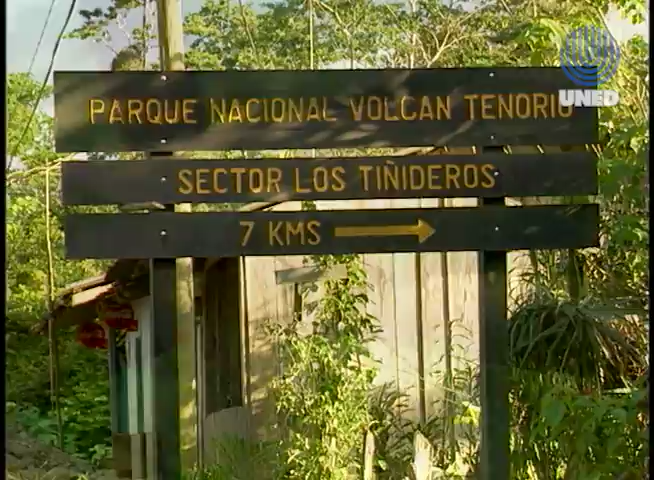 PARQUE NACIONAL VOLCAN TENORIO
SECTOR LOS TIÑIDEROS
7 KMS
UNED